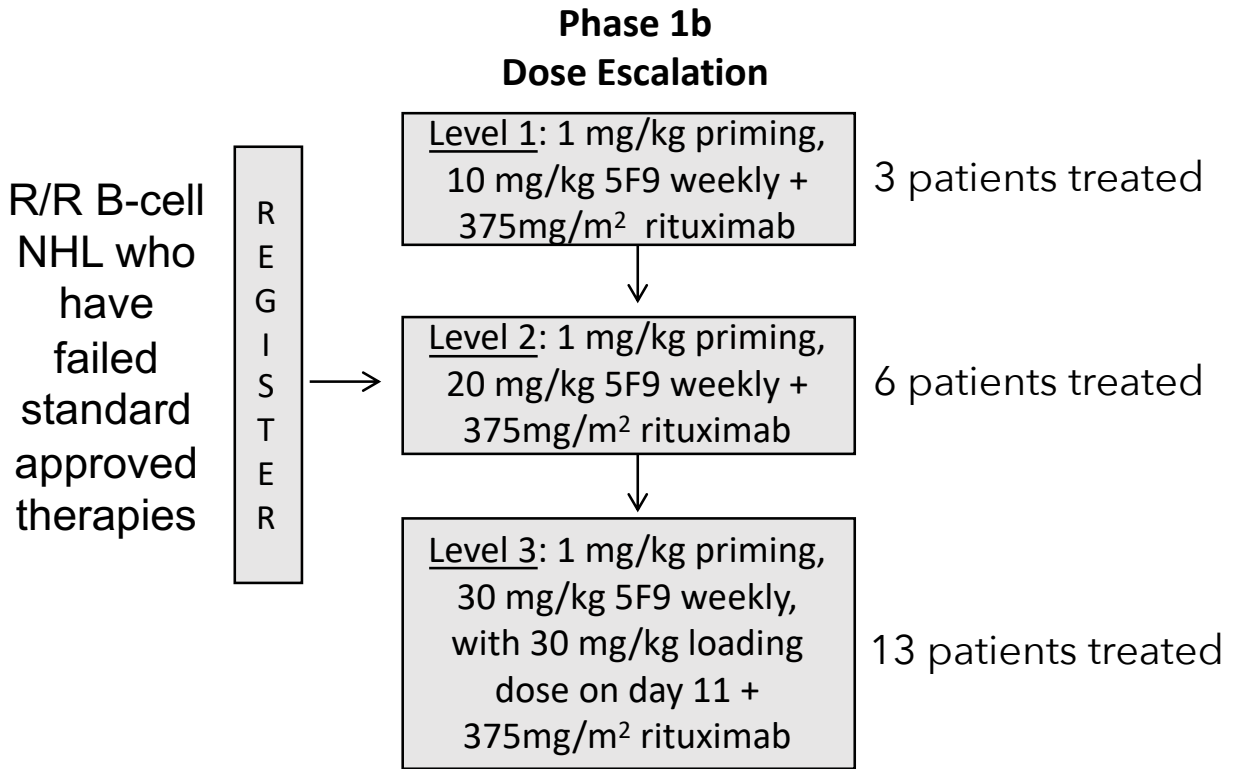 Phase 1b
Dose Escalation
R/R B-cell
NHL who
have
failed
standard
approved
therapies
R
E
G
I
S
T
E
R
Level 1: 1 mg/kg priming,
10 mg/kg 5F9 weekly +
375mg/m² rituximab
3 patients treated
Level 2: 1 mg/kg priming,
20 mg/kg 5F9 weekly +
375mg/m² rituximab
6 patients treated
Level 3: 1 mg/kg priming,
30 mg/kg 5F9 weekly,
with 30 mg/kg loading
dose on day 11 +
375mg/m² rituximab
13 patients treated